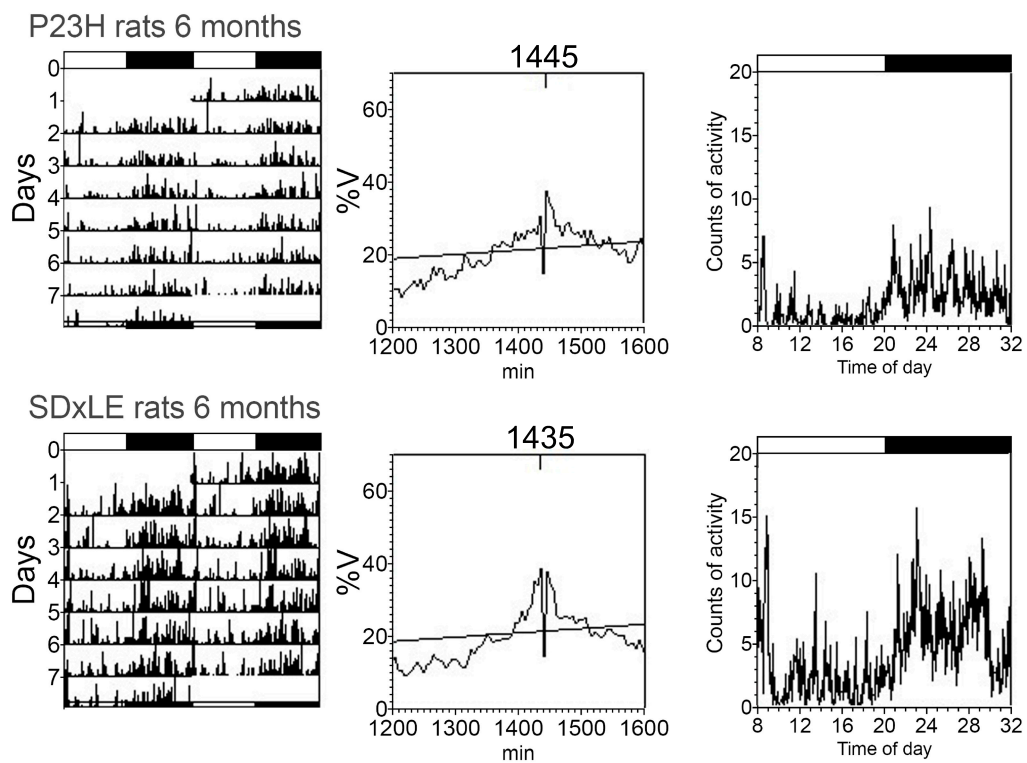 P23H rats 6 months
0
1
2
3
4
5
6
7
Days
1445
60
40
20
0
%V
1200 1300 1400 1500 1600
min
20
15
10
5
0
Counts of activity
8 12 16 20 24 28 32
Time of day
SDxLE rats 6 months
0
1
2
3
4
5
6
7
Days
1435
60
40
20
0
%V
1200 1300 1400 1500 1600
min
20
15
10
5
0
Counts of activity
8 12 16 20 24 28 32
Time of day